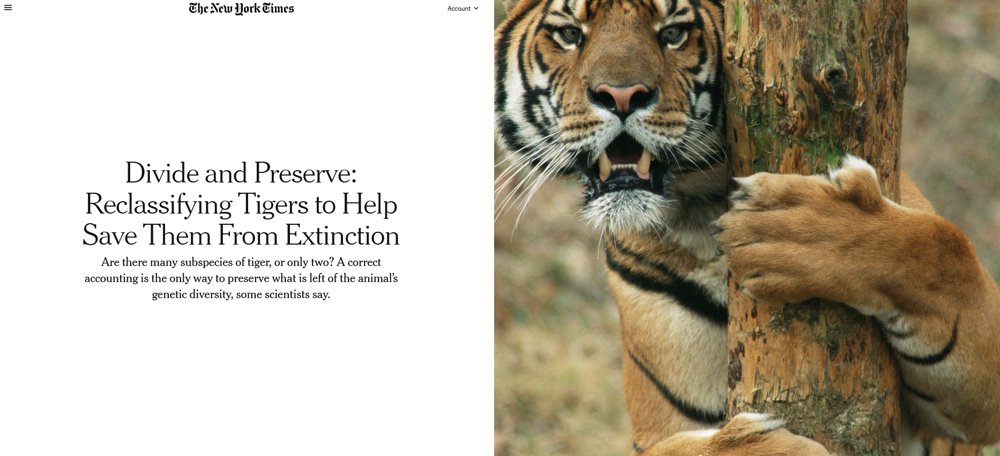 The New York Times
Account
Divide and Preserve:
Reclassifying Tigers to Help
Save Them From Extinction
Are there many subspecies of tiger, or only two? A correct
accounting is the only way to preserve what is left of the animal’s
genetic diversity, some scientists say.